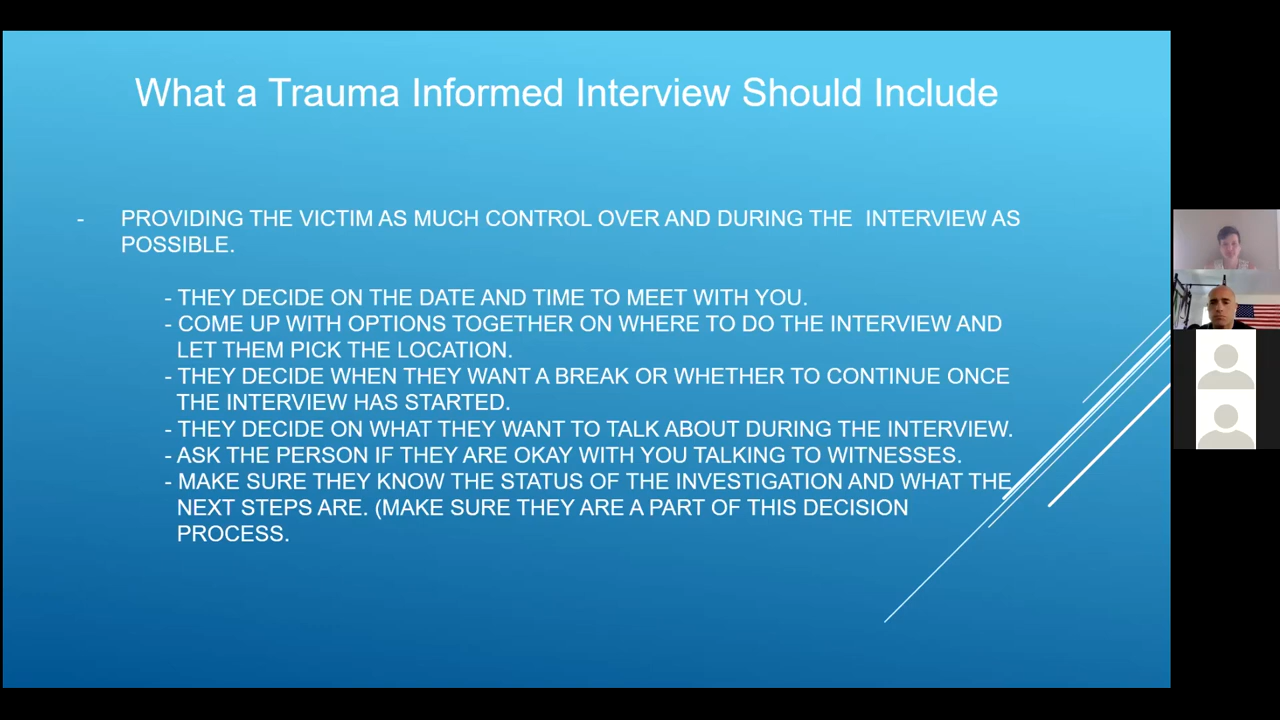 What a Trauma Informed Interview Should Include
- PROVIDING THE VICTIM AS MUCH CONTROL OVER AND DURING THE INTERVIEW AS
POSSIBLE.
- THEY DECIDE ON THE DATE AND TIME TO MEET WITH YOU.
- COME UP WITH OPTIONS TOGETHER ON WHERE TO DO THE INTERVIEW AND
LET THEM PICK THE LOCATION.
- THEY DECIDE WHEN THEY WANT A BREAK OR WHETHER TO CONTINUE ONCE
THE INTERVIEW HAS STARTED.
- THEY DECIDE ON WHAT THEY WANT TO TALK ABOUT DURING THE INTERVIEW.
- ASK THE PERSON IF THEY ARE OKAY WITH YOU TALKING TO WITNESSES.
- MAKE SURE THEY KNOW THE STATUS OF THE INVESTIGATION AND WHAT THE
NEXT STEPS ARE. (MAKE SURE THEY ARE A PART OF THIS DECISION
PROCESS.